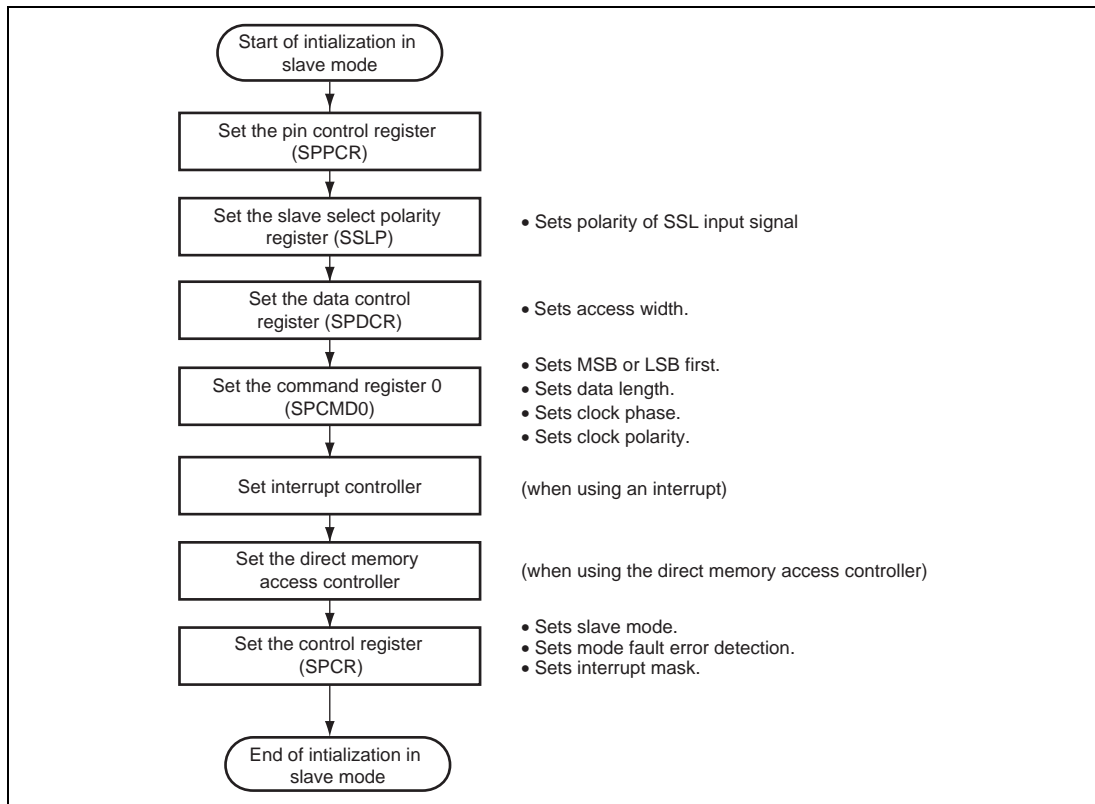 Start of intialization in
slave mode
Set the pin control register
(SPPCR)
Set the slave select polarity
register (SSLP)
• Sets polarity of SSL input signal
Set the data control
register (SPDCR)
• Sets access width.
Set the command register 0
(SPCMD0)
• Sets MSB or LSB first.
• Sets data length.
• Sets clock phase.
• Sets clock polarity.
Set interrupt controller
(when using an interrupt)
Set the direct memory
access controller
(when using the direct memory access controller)
Set the control register
(SPCR)
• Sets slave mode.
• Sets mode fault error detection.
• Sets interrupt mask.
End of intialization in
slave mode